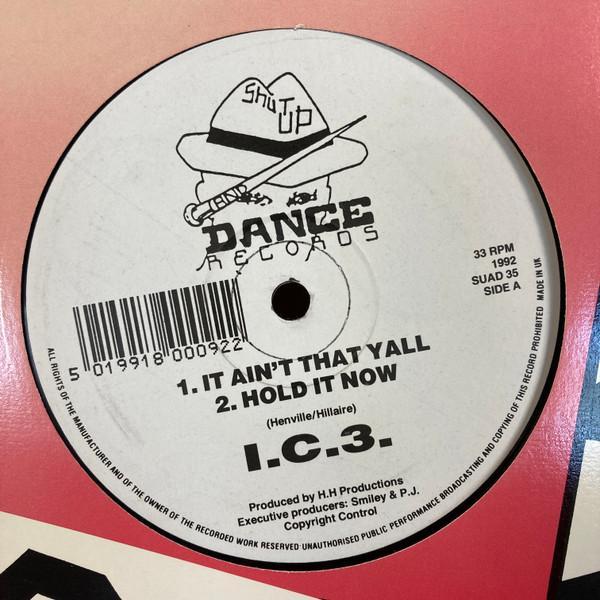 Shut
UP
AND
DANCE
RECORDS
33 RPM
1992
SUAD 35
SIDE A
5 019918 000922
1. IT AIN'T THAT YALL
2. HOLD IT NOW
(Henville/Hillaire)
I.C.3.
Produced by H.H Productions
Executive producers: Smiley & P.J.
Copyright Control
ALL RIGHTS OF THE MANUFACTURER AND OF THE OWNER OF THE RECORDED WORK RESERVED·UNAUTHORISED PUBLIC PERFORMANCE BROADCASTING AND COPYING OF THIS RECORD PROHIBITED MADE IN UK